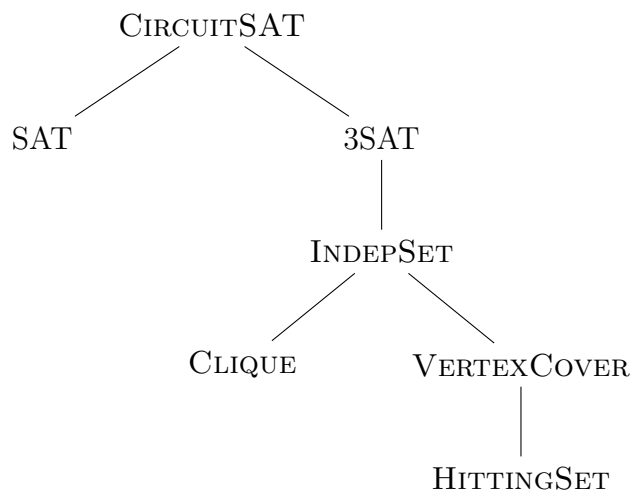 CIRCUITSAT
SAT
3SAT
INDEPSET
CLIQUE
VERTEXCOVER
HITTINGSET